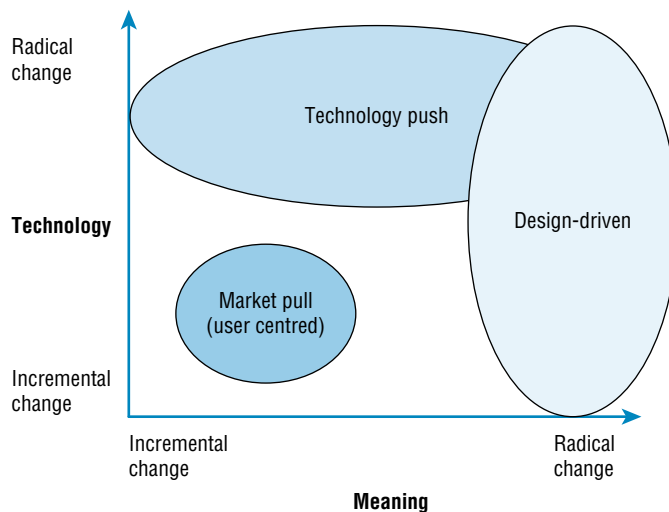 Radical
change
Technology push
Technology
Design-driven
Market pull
(user centred)
Incremental
change
Incremental
change
Radical
change
Meaning